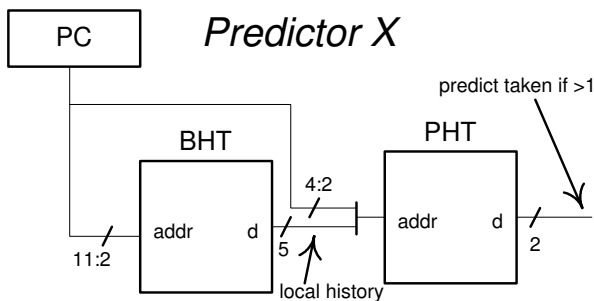 PC
Predictor X
predict taken if >1
BHT
PHT
4:2
addr
d
addr
d
11:2
5
2
local history